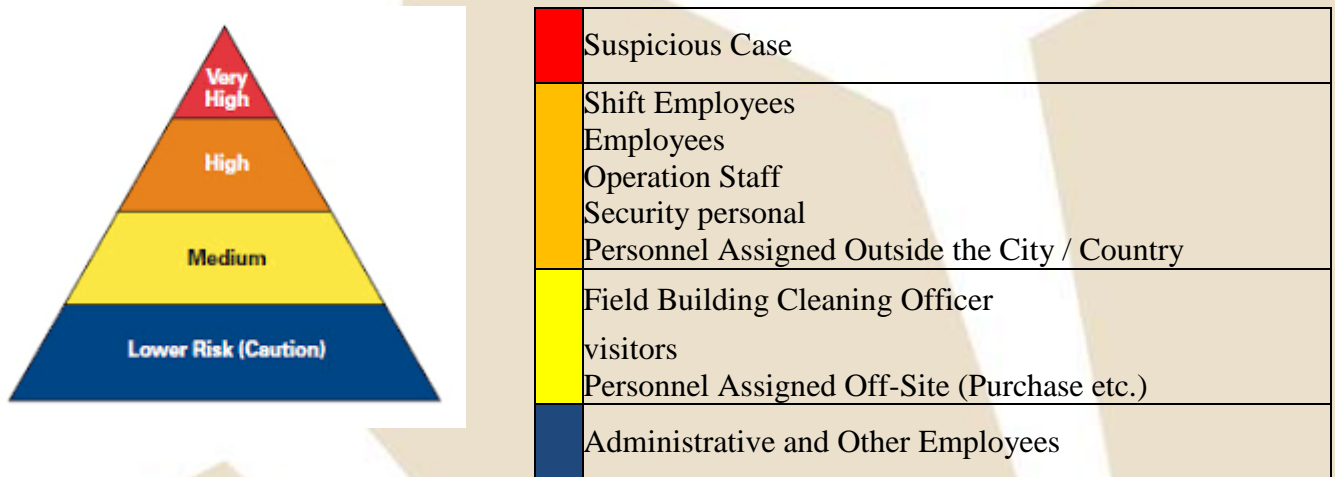 Very
High
High
Medium
Lower Risk (Caution)
Suspicious Case
Shift Employees
Employees
Operation Staff
Security personal
Personnel Assigned Outside the City / Country
Field Building Cleaning Officer
visitors
Personnel Assigned Off-Site (Purchase etc.)
Administrative and Other Employees